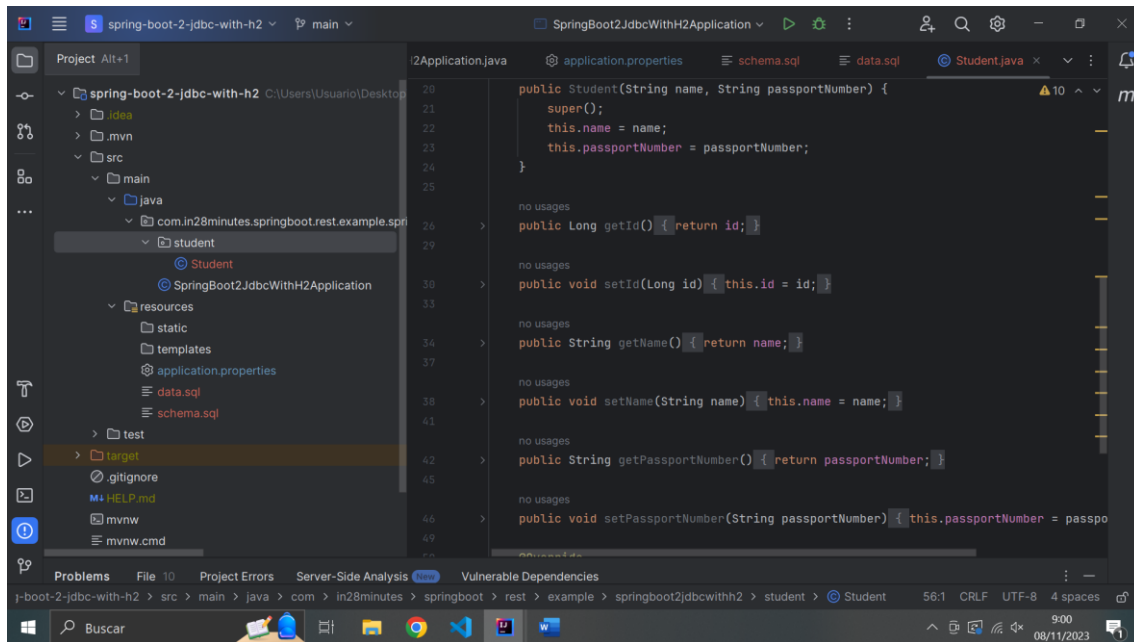 S spring-boot-2-jdbc-with-h2 main SpringBoot2JdbcWithH2Application
Project Alt+1
spring-boot-2-jdbc-with-h2 C:\Users\Usuario\Desktop
.idea
.mvn
src
main
java
com.in28minutes.springboot.rest.example.spri
student
Student
SpringBoot2JdbcWithH2Application
resources
static
templates
application.properties
data.sql
schema.sql
test
target
.gitignore
M↓ HELP.md
mvnw
mvnw.cmd
I2Application.java application.properties schema.sql data.sql Student.java
10
20 public Student(String name, String passportNumber) {
21 super();
22 this.name = name;
23 this.passportNumber = passportNumber;
24 }
25
no usages
26 public Long getId() { return id; }
29
no usages
30 public void setId(Long id) { this.id = id; }
33
no usages
34 public String getName() { return name; }
37
no usages
38 public void setName(String name) { this.name = name; }
41
no usages
42 public String getPassportNumber() { return passportNumber; }
45
no usages
46 public void setPassportNumber(String passportNumber) { this.passportNumber = passpo
49
m
Problems File 10 Project Errors Server-Side Analysis New Vulnerable Dependencies
g-boot-2-jdbc-with-h2 > src > main > java > com > in28minutes > springboot > rest > example > springboot2jdbcwithh2 > student > Student 56:1 CRLF UTF-8 4 spaces
Buscar
9:00
08/11/2023